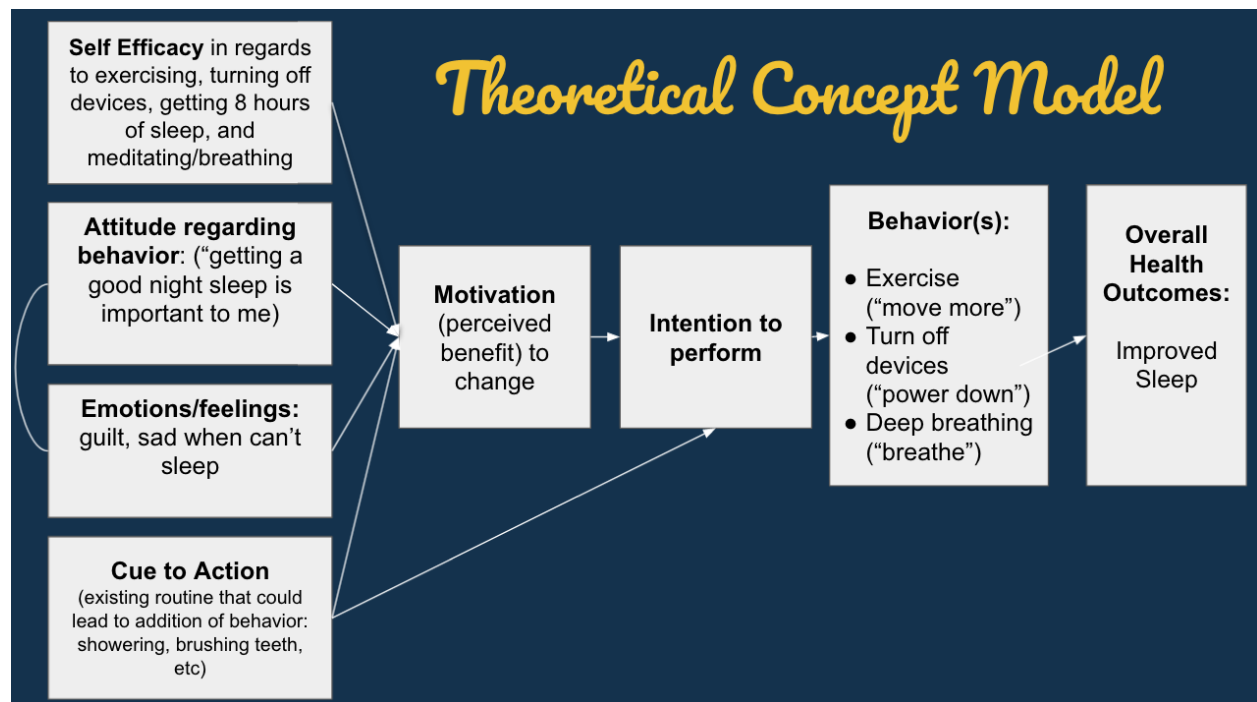 Theoretical Concept Model
Self Efficacy in regards
to exercising, turning off
devices, getting 8 hours
of sleep, and
meditating/breathing
Attitude regarding
behavior: (“getting a
good night sleep is
important to me)
Emotions/feelings:
guilt, sad when can’t
sleep
Cue to Action
(existing routine that could
lead to addition of behavior:
showering, brushing teeth,
etc)
Motivation
(perceived
benefit) to
change
Intention to
perform
Behavior(s):
● Exercise
(“move more”)
● Turn off
devices
(“power down”)
● Deep breathing
(“breathe”)
Overall
Health
Outcomes:
Improved
Sleep